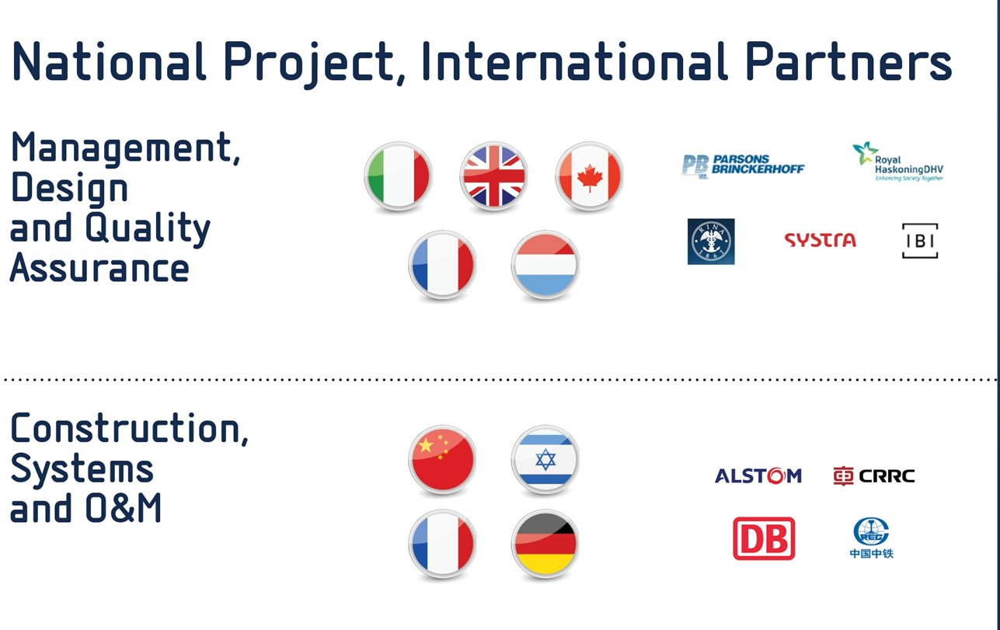 National Project, International Partners
Management,
Design
and Quality
Assurance
PB PARSONS
BRINCKERHOFF
Royal
HaskoningDHV
Enhancing Society Together
RINA
1861
SYSTRA
IBI
Construction,
Systems
and O&M
ALSTOM
CRRC
DB
CREC
中国中铁